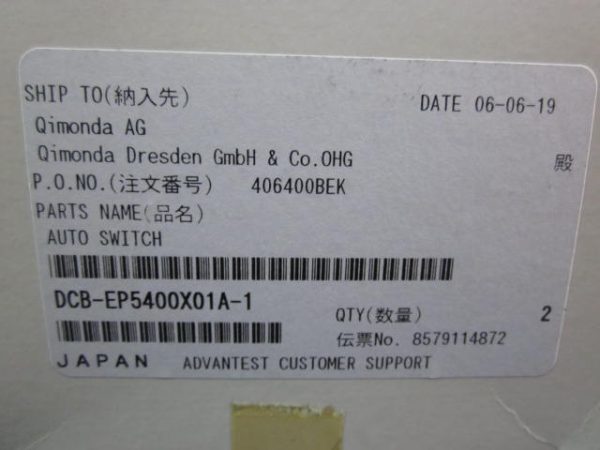 SHIP TO(納入先)
DATE 06-06-19
Qimonda AG
Qimonda Dresden GmbH & Co.OHG
殿
P.O.NO.(注文番号) 406400BEK
PARTS NAME(品名)
AUTO SWITCH
DCB-EP5400X01A-1
QTY(数量) 2
伝票No. 8579114872
JAPAN ADVANTEST CUSTOMER SUPPORT